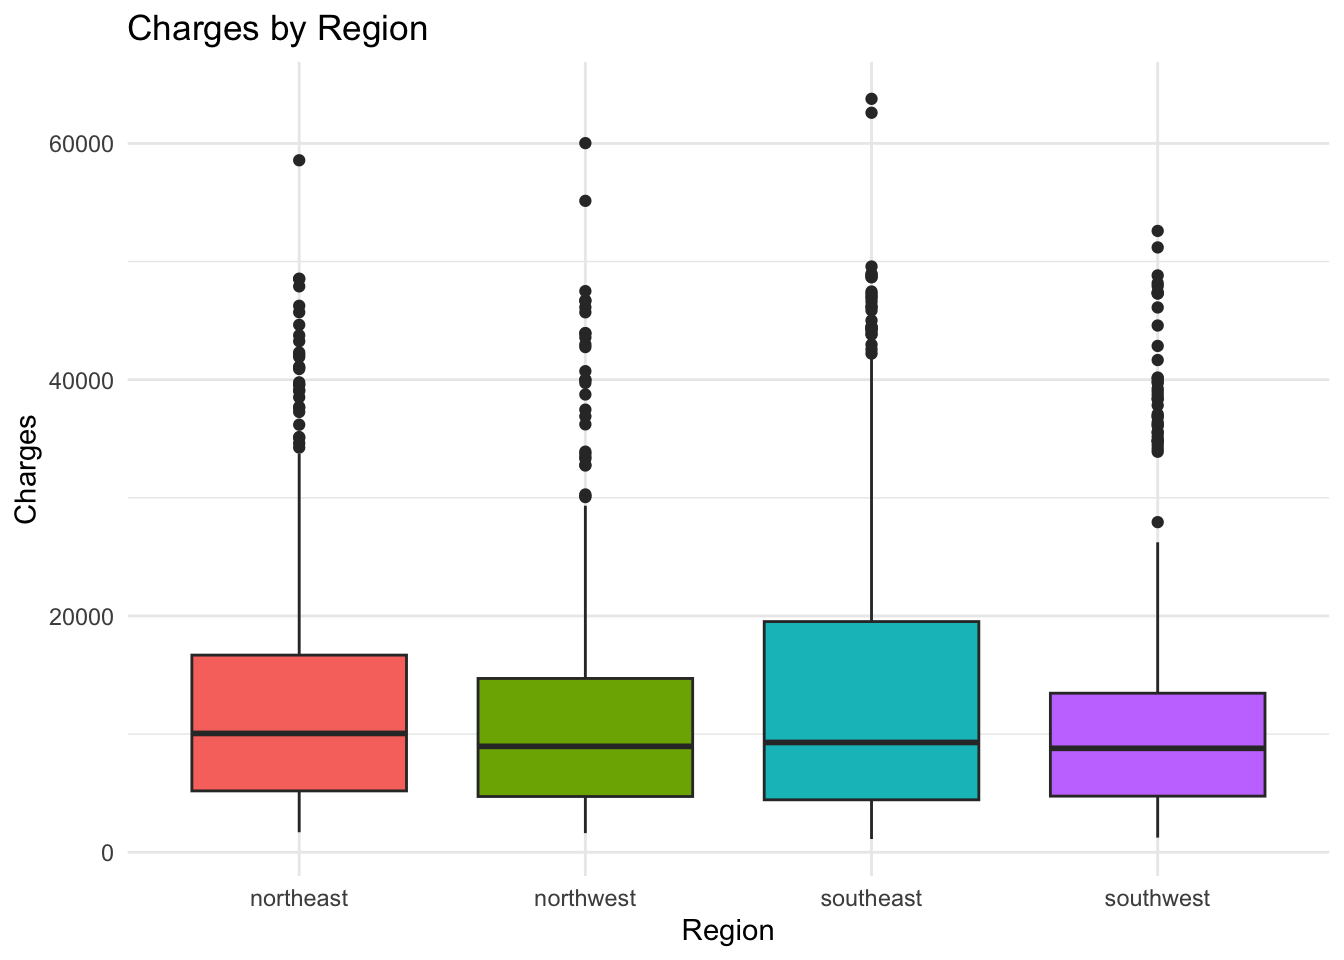 Charges by Region
Charges
60000
40000
20000
0
northeast northwest southeast southwest
Region